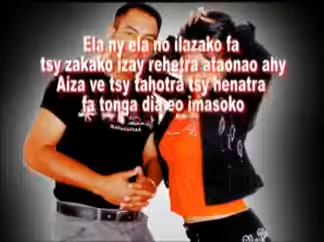 Ela ny ela no ilazako fa
tsy zakako izay rehetra ataonao ahy
Aiza ve tsy tahotra tsy henatra
fa tonga dia eo imasoko